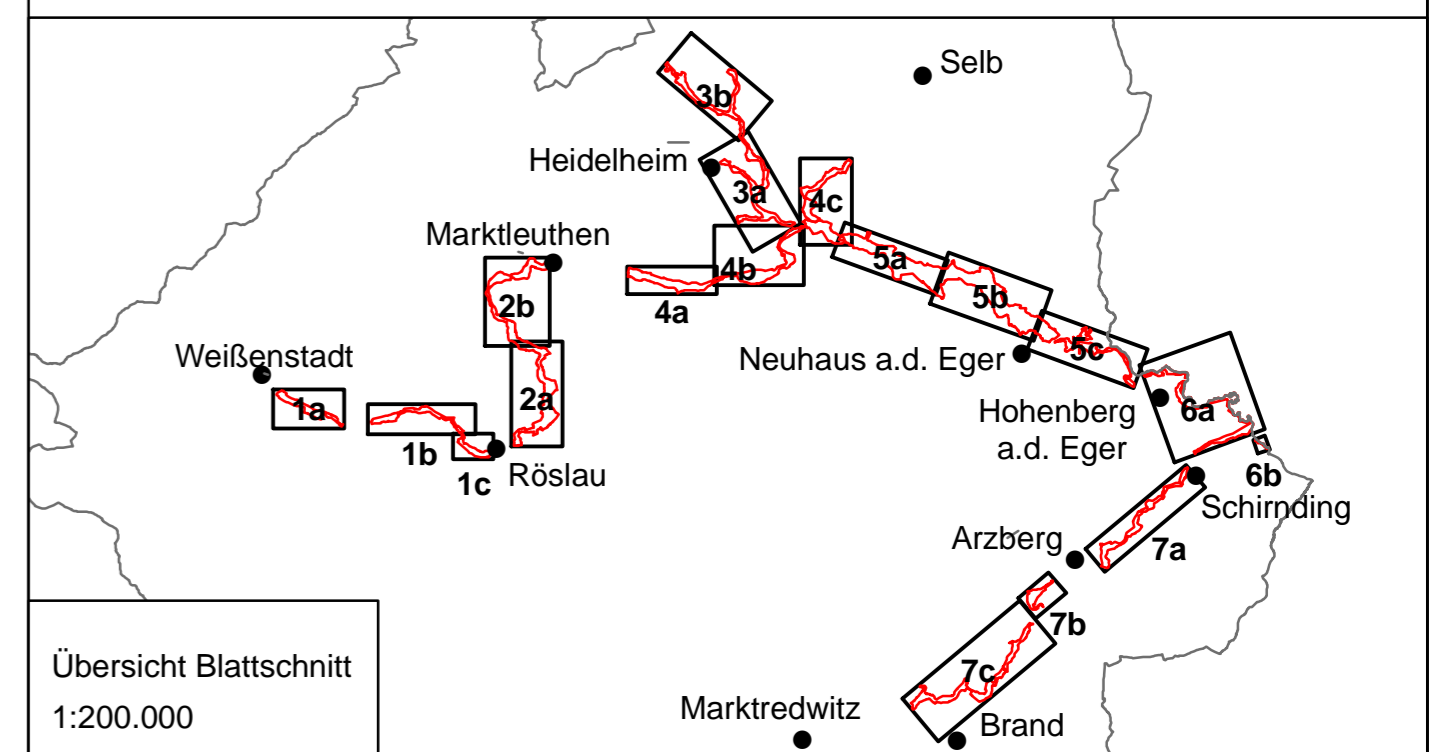 Selb
3b
Heidelheim
3a
4c
Marktleuthen
5a
4b
2b
5b
4a
Weißenstadt
Neuhaus a.d. Eger
5c
1a
2a
Hohenberg
a.d. Eger
6a
1b
1c
Röslau
6b
Schirnding
Arzberg
7a
7b
Übersicht Blattschnitt
1:200.000
7c
Marktredwitz
Brand